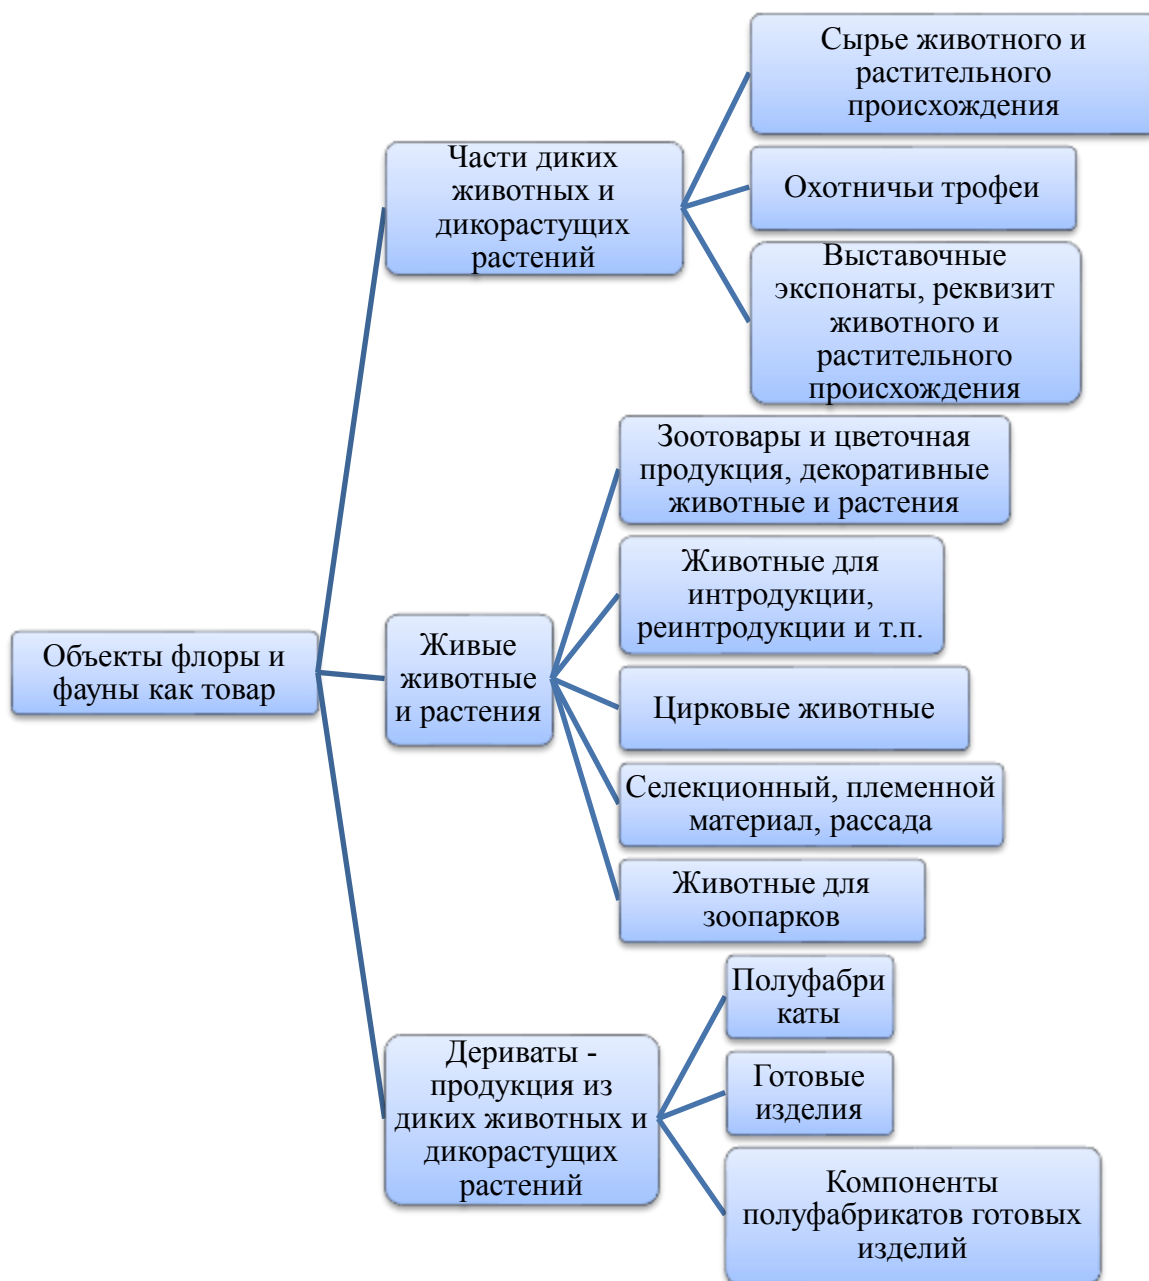 Объекты флоры и
фауны как товар
Части диких
животных и
дикорастущих
растений
Сырье животного и
растительного
происхождения
Охотничьи трофеи
Выставочные
экспонаты, реквизит
животного и
растительного
происхождения
Живые
животные
и растения
Зоотовары и цветочная
продукция, декоративные
животные и растения
Животные для
интродукции,
реинтродукции и т.п.
Цирковые животные
Селекционный, племенной
материал, рассада
Животные для
зоопарков
Дериваты -
продукция из
диких животных и
дикорастущих
растений
Полуфабри
каты
Готовые
изделия
Компоненты
полуфабрикатов готовых
изделий